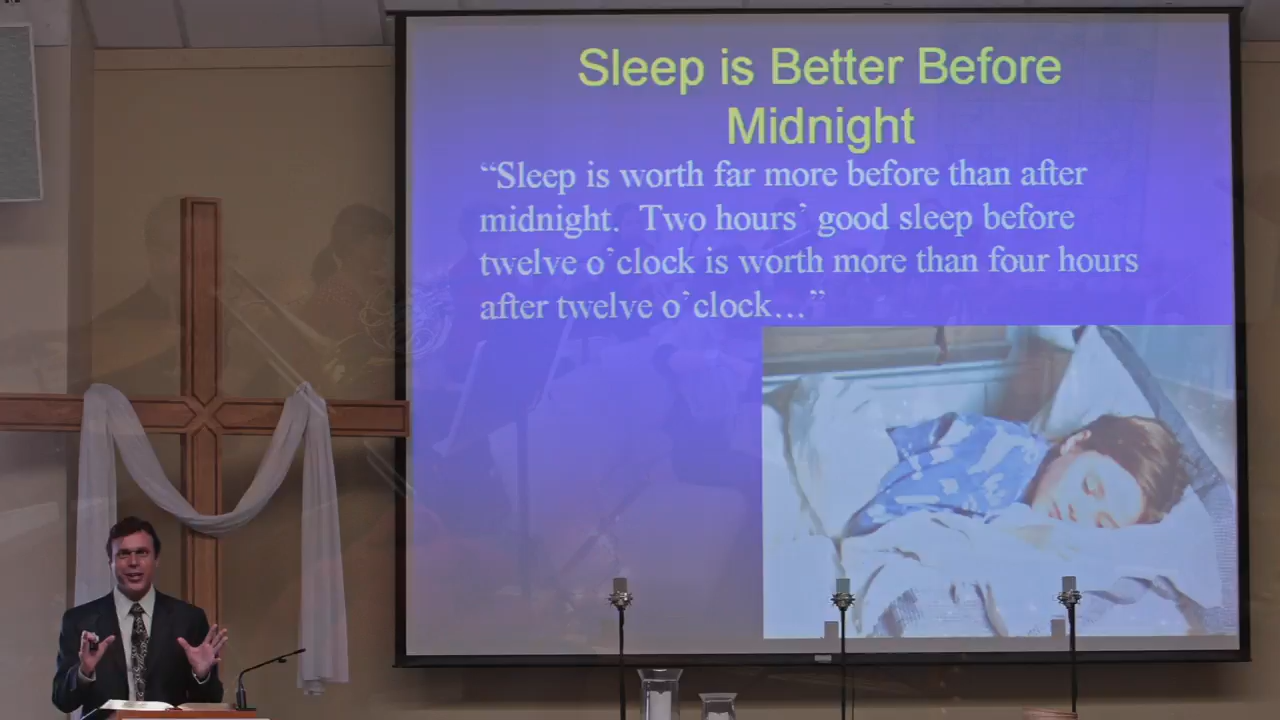 Sleep is Better Before
Midnight
“Sleep is worth far more before than after
midnight. Two hours’ good sleep before
twelve o’clock is worth more than four hours
after twelve o’clock...”